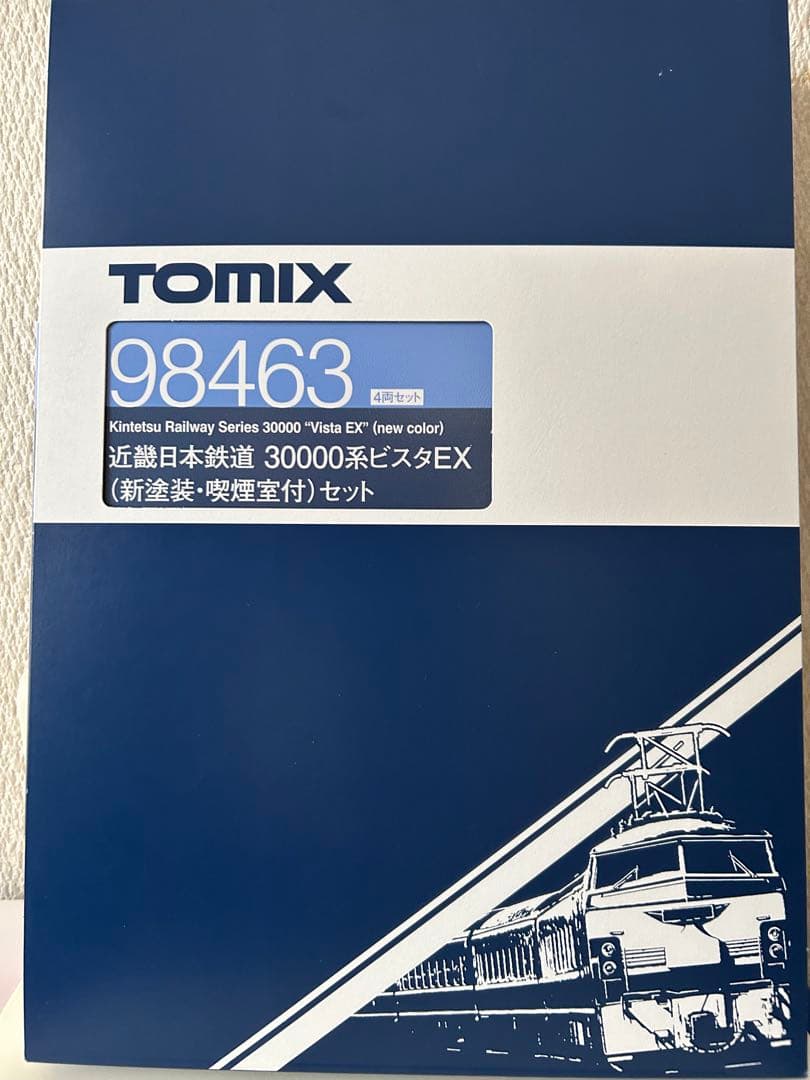 TOMIX
98463 4両セット
Kintetsu Railway Series 30000 “Vista EX” (new color)
近畿日本鉄道 30000系ビスタEX
(新塗装・喫煙室付)セット